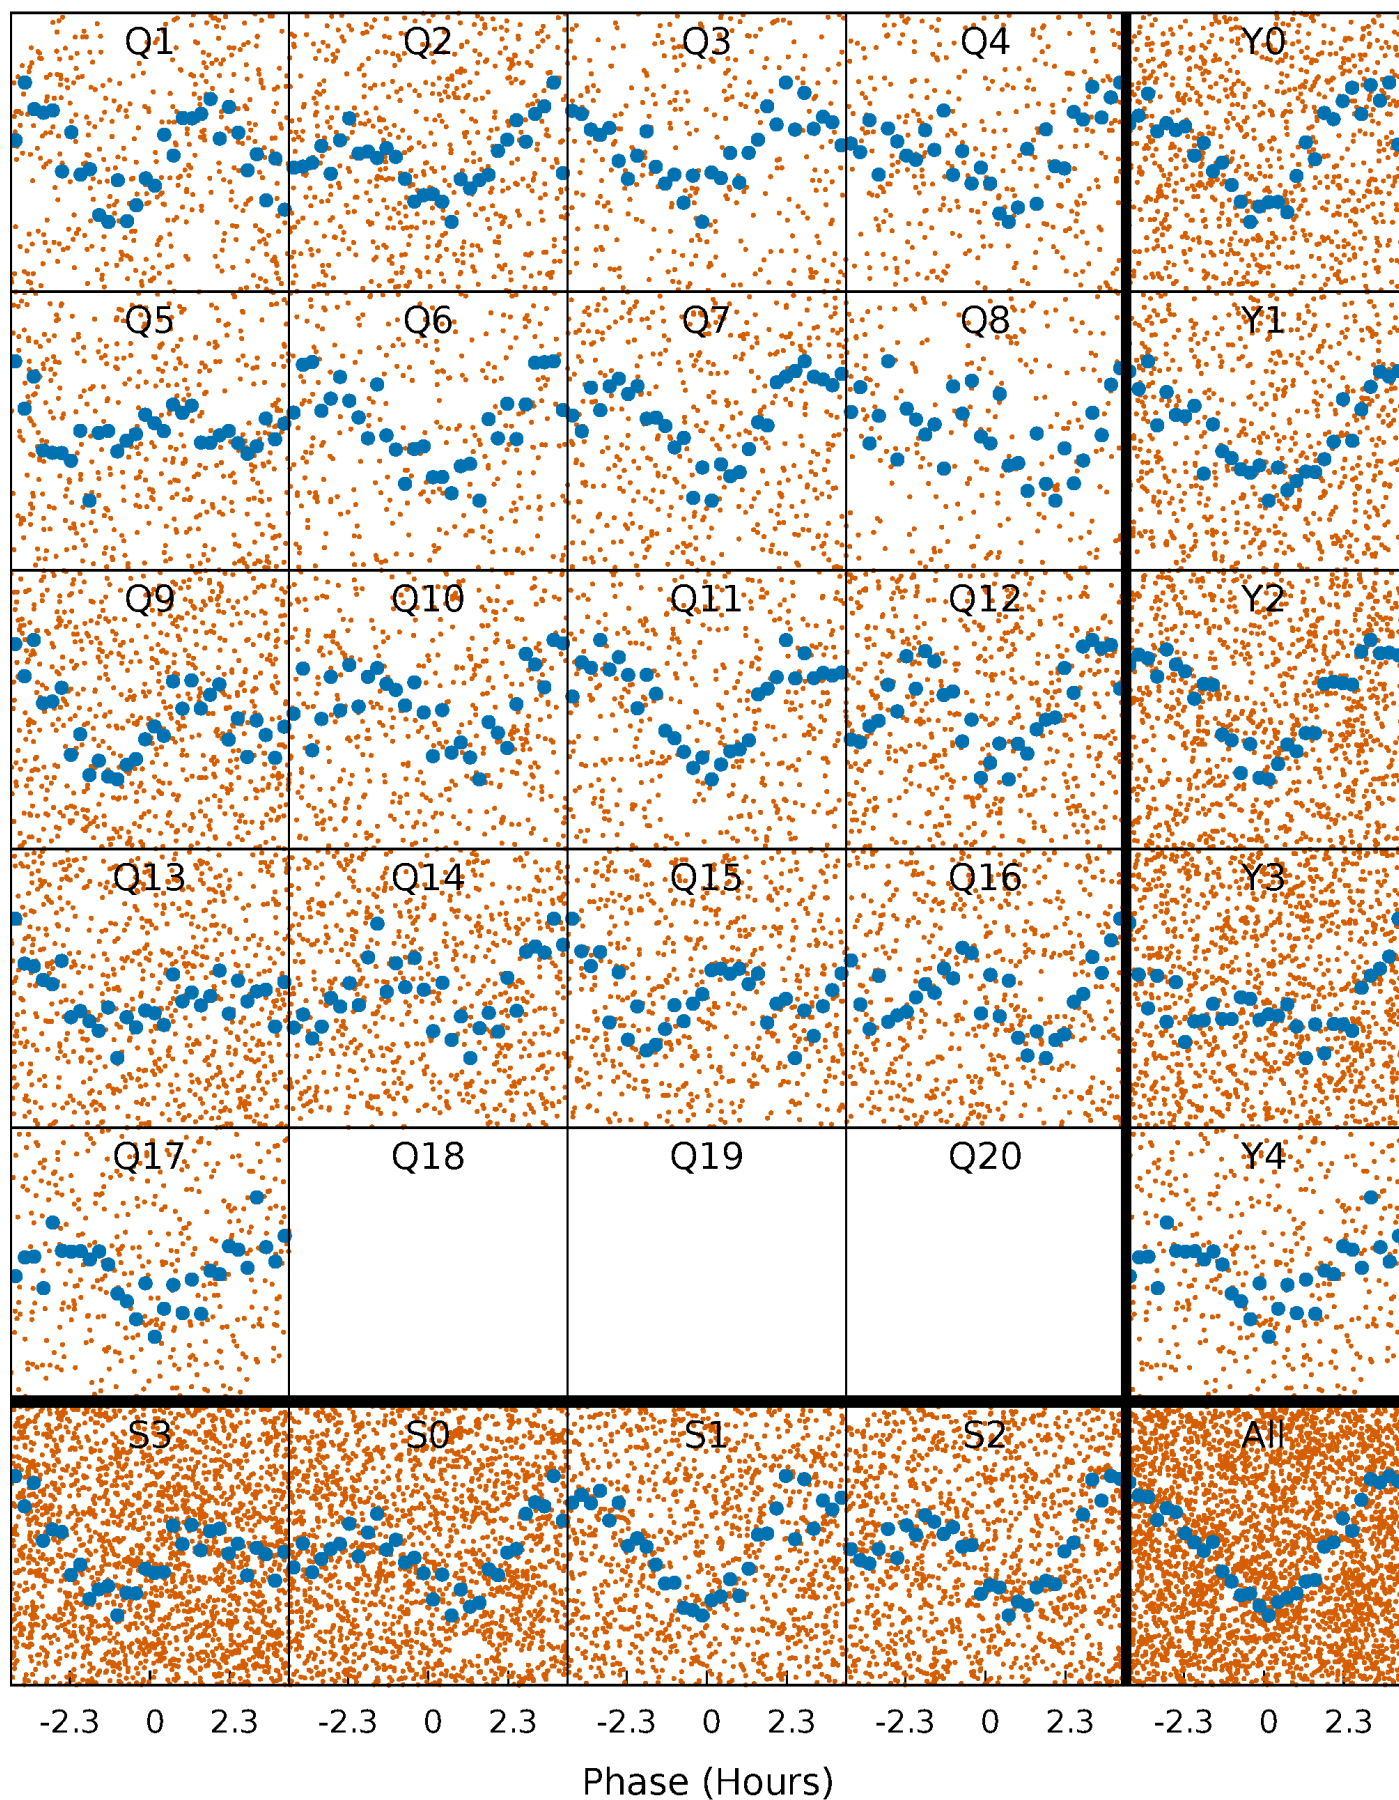 Q1 Q2 Q3 Q4 Y0
Q5 Q6 Q7 Q8 Y1
Q9 Q10 Q11 Q12 Y2
Q13 Q14 Q15 Q16 Y3
Q17 Q18 Q19 Q20 Y4
S3 S0 S1 S2 All
-2.3 0 2.3 -2.3 0 2.3 -2.3 0 2.3 -2.3 0 2.3 -2.3 0 2.3
Phase (Hours)